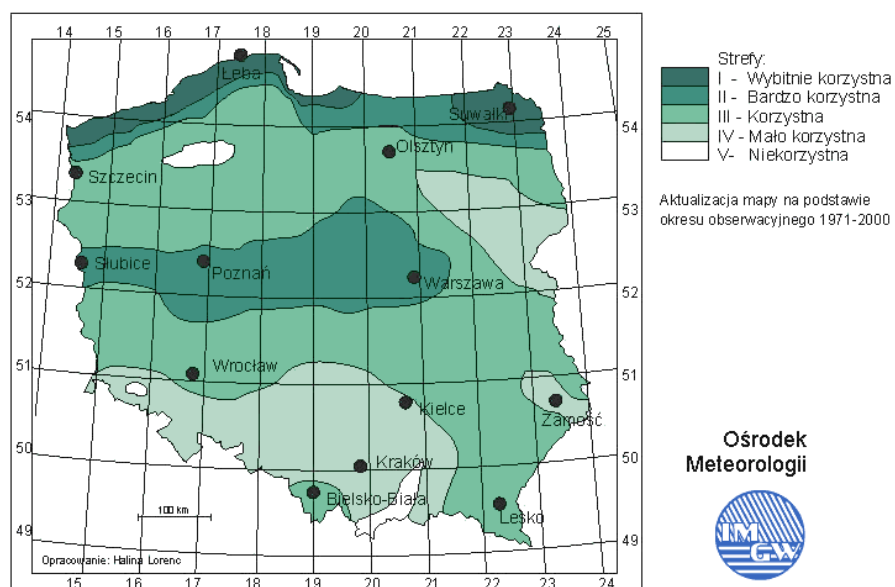 14 15 16 17 18 19 20 21 22 23 24 25
Łeba
Strefy:
I - Wybitnie korzystna
II - Bardzo korzystna
III - Korzystna
IV - Mało korzystna
V- Niekorzystna
Suwałki
54 54
Olsztyn
Szczecin
Aktualizacja mapy na podstawie
okresu obserwacyjnego 1971-2000
53 53
Słubice
Poznań
Warszawa
52 52
Wrocław
51 51
Kielce
Zamość
Ośrodek
Meteorologii
50 50
Kraków
Bielsko-Biała
Lesko
100 km
49 49
Opracowanie: Halina Lorenc
15 16 17 18 19 20 21 22 23 24
IM
GW